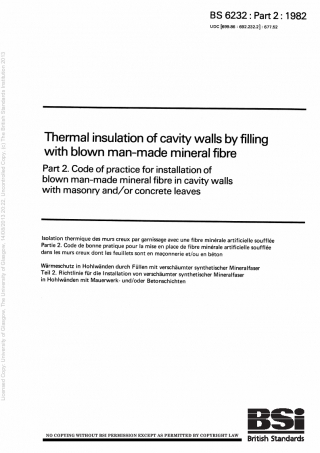 BS 6232 : Part 2 : 1982
UDC [699.86 : 692.232.2] : 677.52
Thermal insulation of cavity walls by filling
with blown man-made mineral fibre
Part 2. Code of practice for installation of
blown man-made mineral fibre in cavity walls
with masonry and/or concrete leaves
Isolation thermique des murs creux par garnissage avec une fibre minérale artificielle soufflée
Partie 2. Code de bonne pratique pour la mise en place de fibre minérale artificielle soufflée
dans les murs creux dont les feuillets sont en maçonnerie et/ou en béton
Wärmeschutz in Hohlwänden durch Füllen mit verschäumter synthetischer Mineralfaser
Teil 2. Richtlinie für die Installation von verschäumter synthetischer Mineralfaser
in Hohlwänden mit Mauerwerk- und/oder Betonschichten
Licensed Copy: University of Glasgow, University of Glasgow, 14/09/2013 20:23, Uncontrolled Copy, (c) The British Standards Institution 2013
BSi
British Standards
NO COPYING WITHOUT BSI PERMISSION EXCEPT AS PERMITTED BY COPYRIGHT LAW